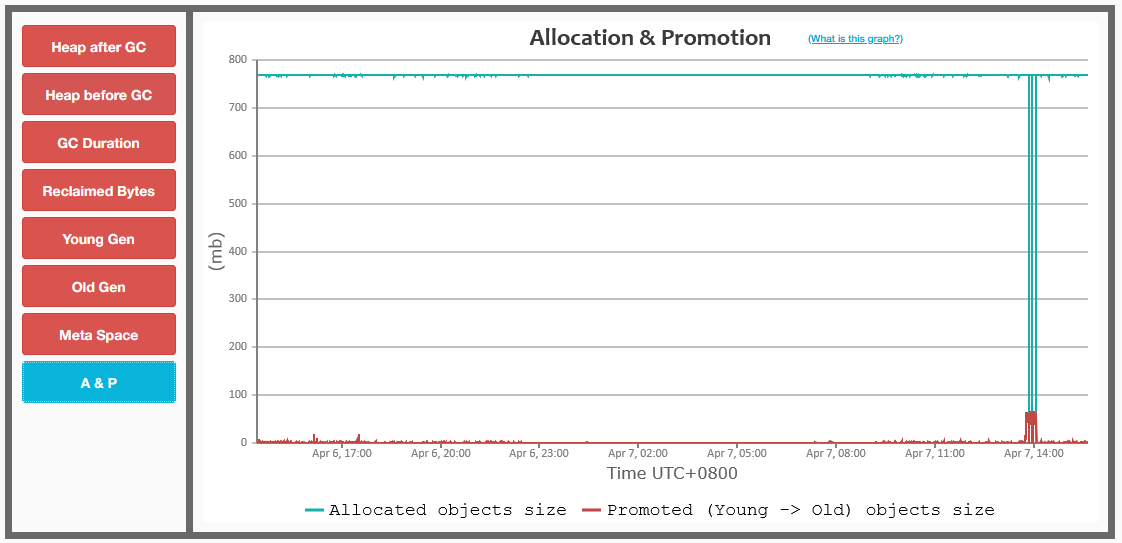 Heap after GC
Heap before GC
GC Duration
Reclaimed Bytes
Young Gen
Old Gen
Meta Space
A & P
Allocation & Promotion
(What is this graph?)
(mb)
800
700
600
500
400
300
200
100
0
Apr 6, 17:00 Apr 6, 20:00 Apr 6, 23:00 Apr 7, 02:00 Apr 7, 05:00 Apr 7, 08:00 Apr 7, 11:00 Apr 7, 14:00
Time UTC+0800
Allocated objects size Promoted (Young -> Old) objects size